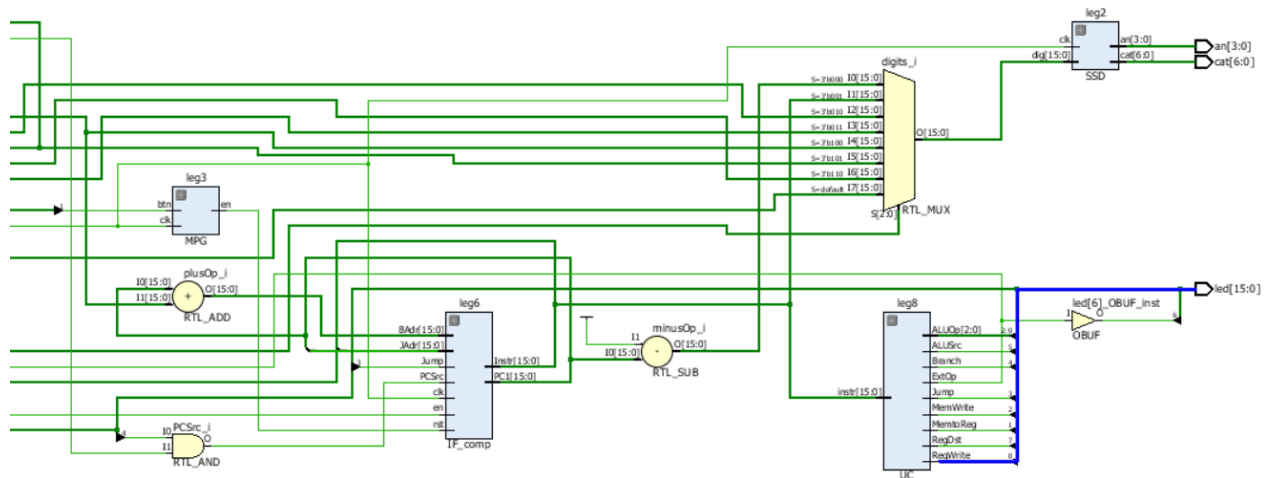 leg2
clk
an[3:0]
an[3:0]
dig[15:0]
cat[6:0]
cat[6:0]
SSD
digits_i
S=3'b000 I0[15:0]
S=3'b001 I1[15:0]
S=3'b010 I2[15:0]
S=3'b011 I3[15:0]
S=3'b100 I4[15:0]
S=3'b101 I5[15:0]
S=3'b110 I6[15:0]
S=default I7[15:0]
O[15:0]
S[2:0]
RTL_MUX
leg3
btn
en
clk
MPG
plusOp_i
I0[15:0]
I1[15:0]
O[15:0]
RTL_ADD
leg6
BAdr[15:0]
JAdr[15:0]
Jump
PCSrc
clk
en
rst
Instr[15:0]
PC1[15:0]
IF_comp
minusOp_i
I1
I0[15:0]
O[15:0]
RTL_SUB
PCSrc_i
I0
I1
O
RTL_AND
leg8
instr[15:0]
ALUOp[2:0]
2:0
ALUSrc
Branch
ExtOp
Jump
MemWrite
MemtoReg
RegDst
RegWrite
UC
led[15:0]
led[6]_OBUF_inst
I
O
OBUF